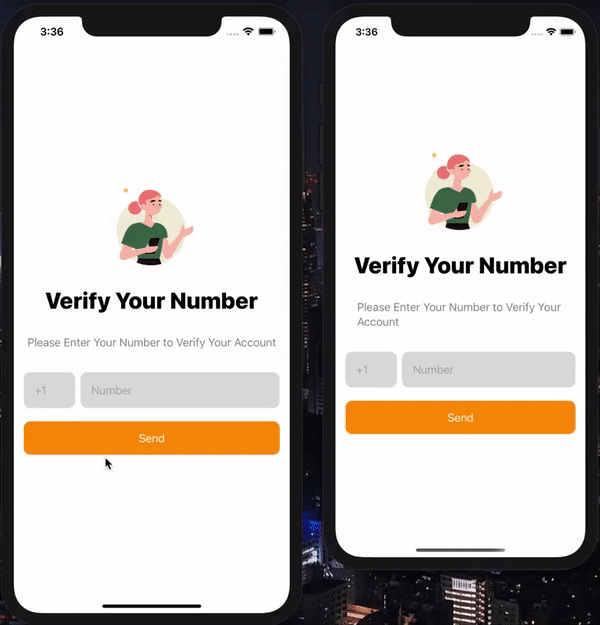 3:36
Verify Your Number
Please Enter Your Number to Verify Your Account
+1
Number
Send
3:36
Verify Your Number
Please Enter Your Number to Verify Your
Account
+1
Number
Send